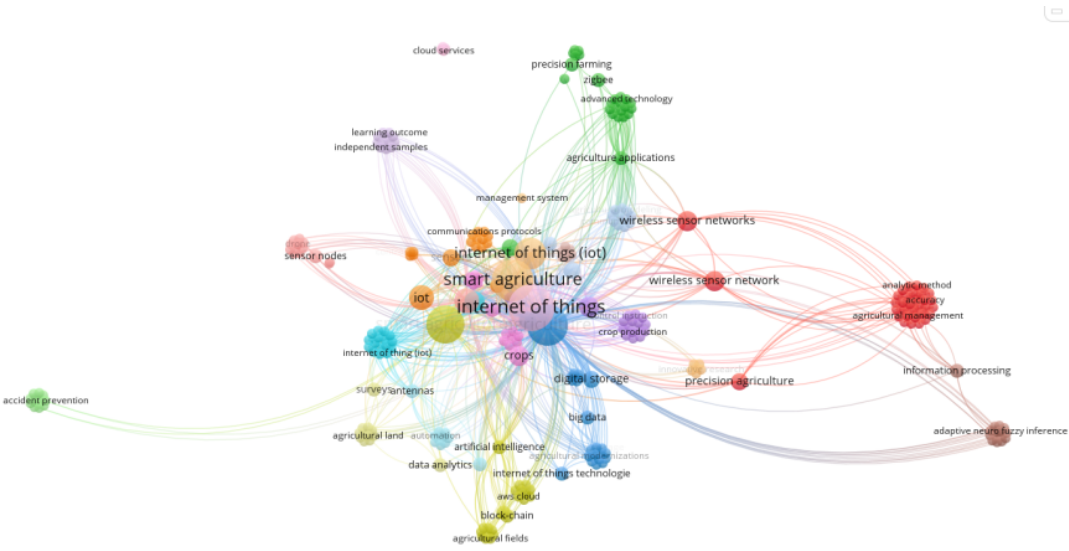 cloud services
precision farming
zigbee
advanced technology
learning outcome
independent samples
agriculture applications
management system
wireless sensor networks
communications protocols
internet of things (iot)
sensor nodes
smart agriculture
wireless sensor network
analytic method
iot
accuracy
internet of things
agricultural management
crop production
internet of thing (iot)
crops
information processing
digital storage
precision agriculture
surveys
antennas
accident prevention
big data
adaptive neuro fuzzy inference
agricultural land
automation
artificial intelligence
agricultural modernizations
data analytics
internet of things technologie
aws cloud
block-chain
agricultural fields